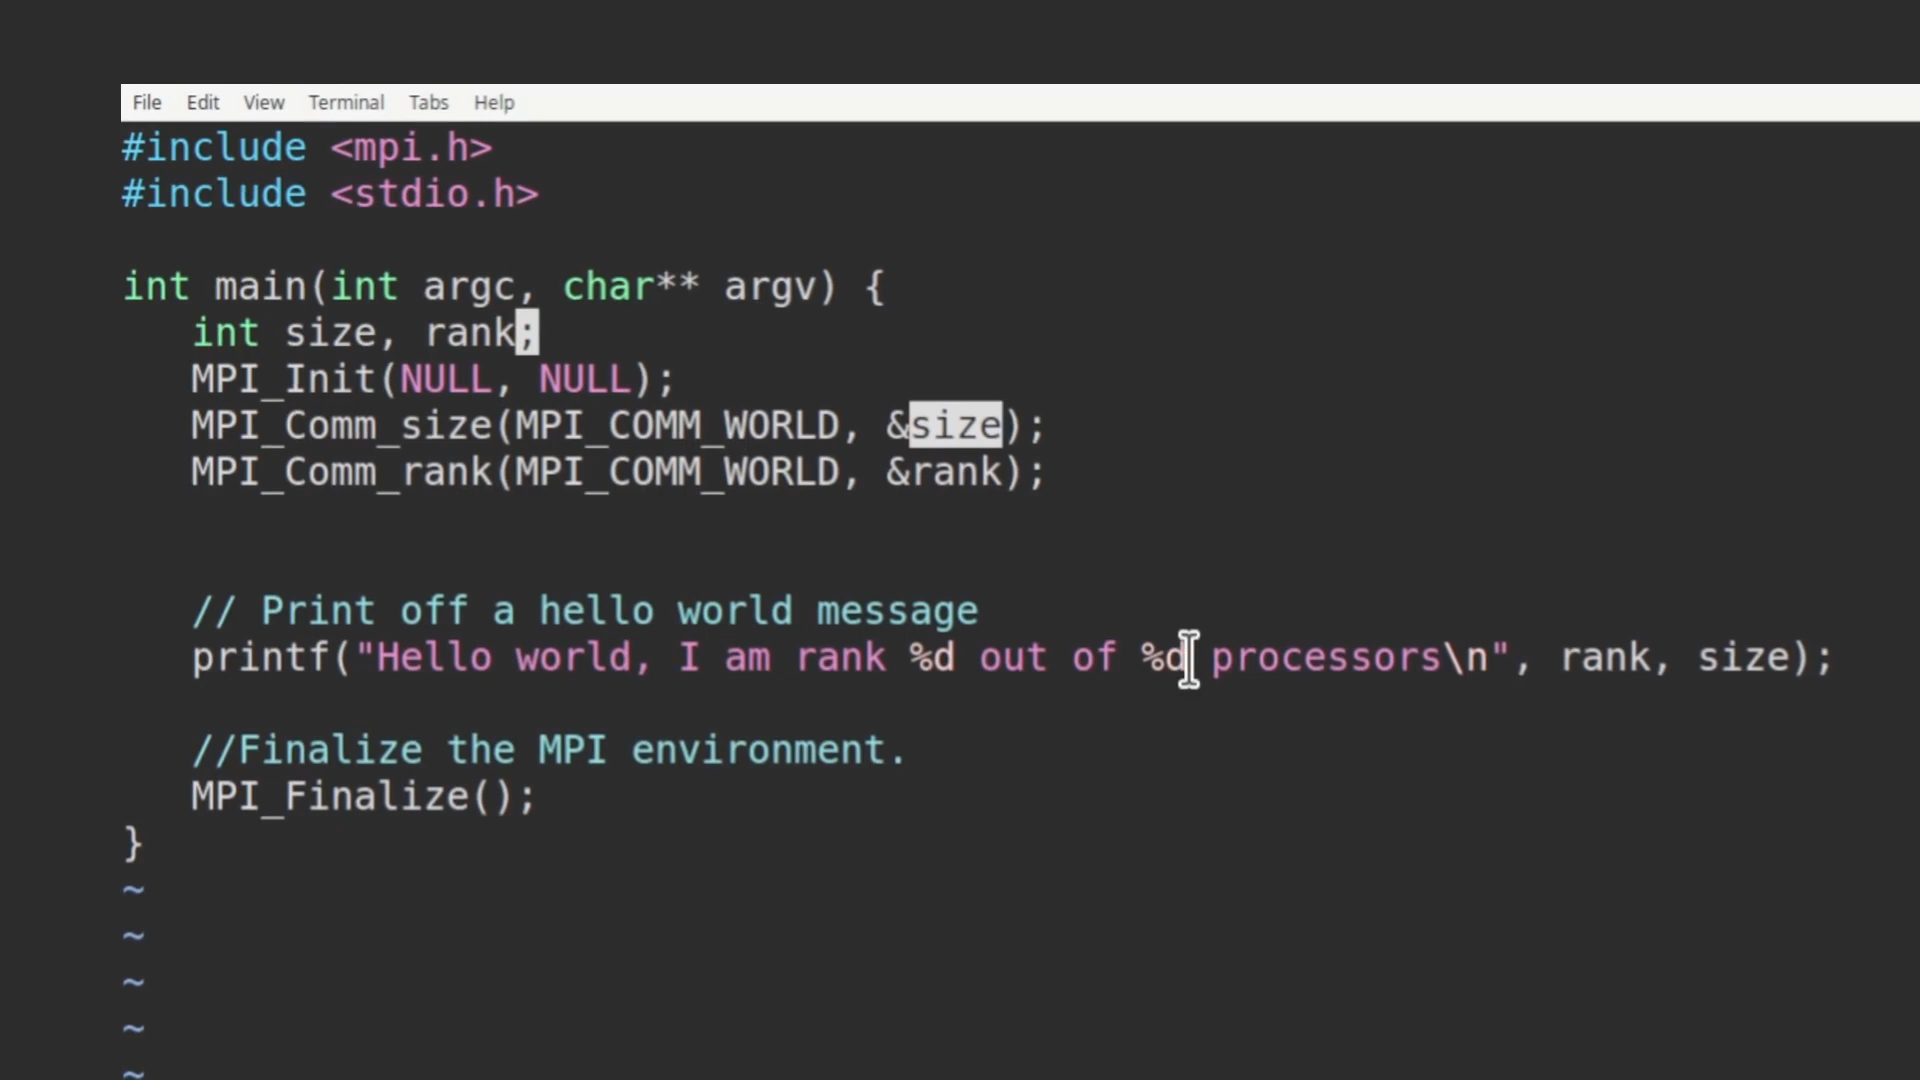 File Edit View Terminal Tabs Help
#include <mpi.h>
#include <stdio.h>
int main(int argc, char** argv) {
int size, rank;
MPI_Init(NULL, NULL);
MPI_Comm_size(MPI_COMM_WORLD, &size);
MPI_Comm_rank(MPI_COMM_WORLD, &rank);
// Print off a hello world message
printf("Hello world, I am rank %d out of %d processors\n", rank, size);
//Finalize the MPI environment.
MPI_Finalize();
}
~
~
~
~
~